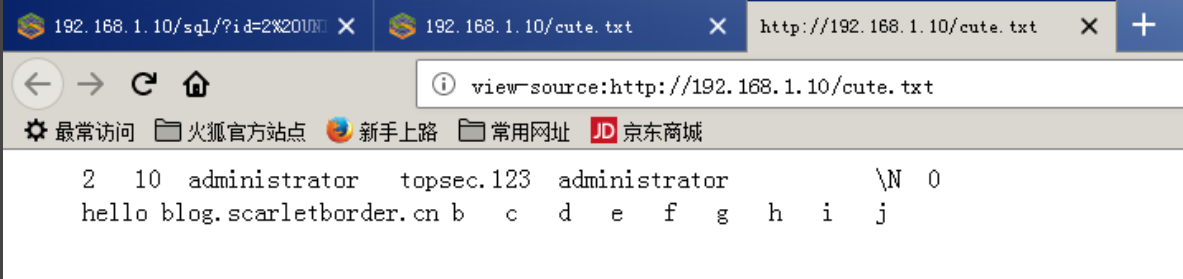 192.168.1.10/sql/?id=2%20UNI
192.168.1.10/cute.txt
http://192.168.1.10/cute.txt
view-source:http://192.168.1.10/cute.txt
最常访问 火狐官方站点 新手上路 常用网址 JD 京东商城
2 10 administrator topsec.123 administrator \N 0
hello blog.scarletborder.cn b c d e f g h i j